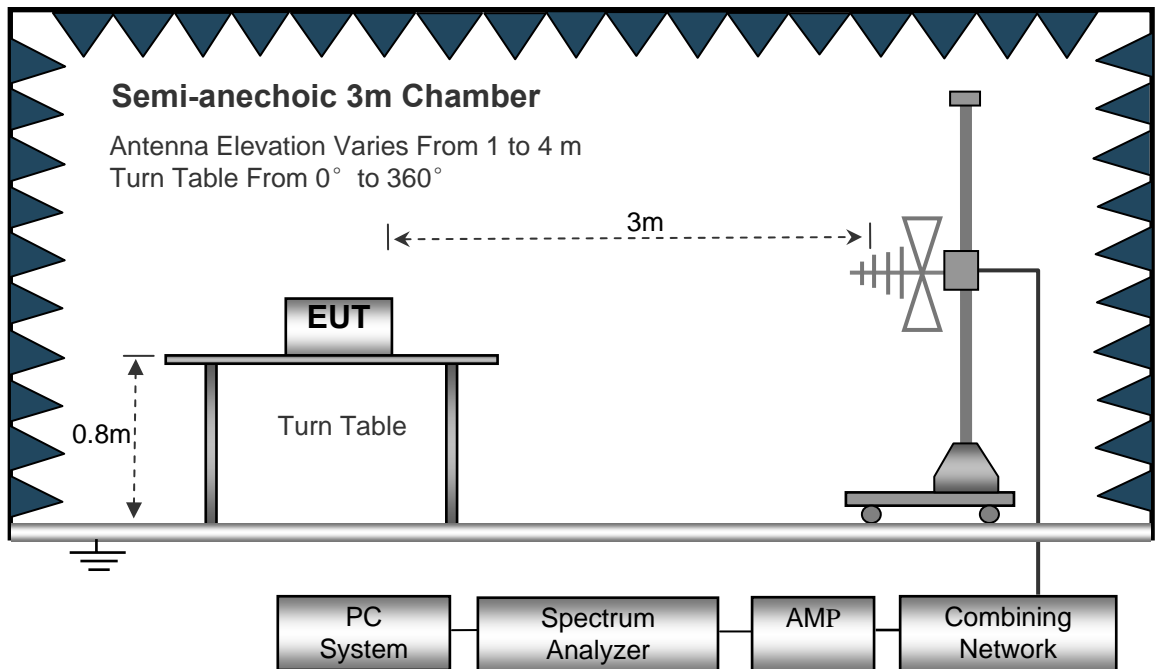 Semi-anechoic 3m Chamber
Antenna Elevation Varies From 1 to 4 m
Turn Table From 0° to 360°
3m
EUT
0.8m
Turn Table
PC
System
Spectrum
Analyzer
AMP
Combining
Network